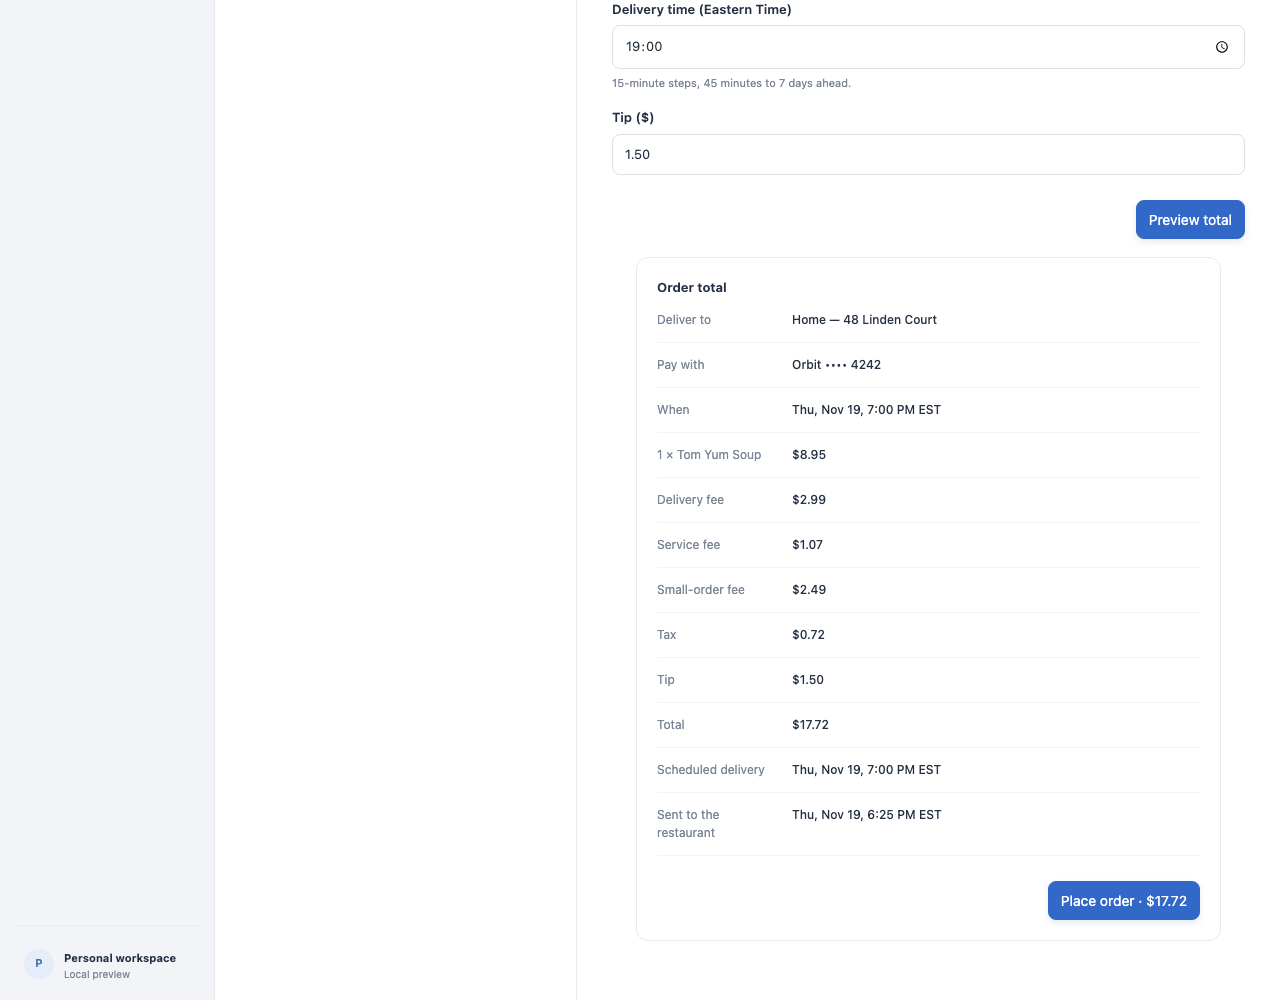 Delivery time (Eastern Time)
19:00
15-minute steps, 45 minutes to 7 days ahead.
Tip ($)
1.50
Preview total
Order total
Deliver to Home — 48 Linden Court
Pay with Orbit •••• 4242
When Thu, Nov 19, 7:00 PM EST
1 × Tom Yum Soup $8.95
Delivery fee $2.99
Service fee $1.07
Small-order fee $2.49
Tax $0.72
Tip $1.50
Total $17.72
Scheduled delivery Thu, Nov 19, 7:00 PM EST
Sent to the restaurant Thu, Nov 19, 6:25 PM EST
Place order · $17.72
P
Personal workspace
Local preview